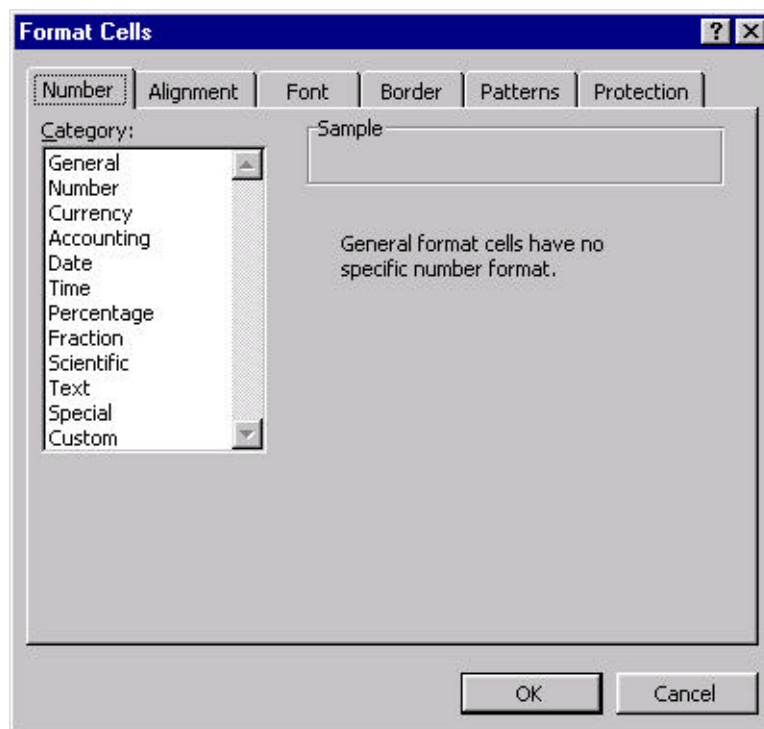 Format Cells
Number Alignment Font Border Patterns Protection
Category:
General
Number
Currency
Accounting
Date
Time
Percentage
Fraction
Scientific
Text
Special
Custom
Sample
General format cells have no
specific number format.
OK Cancel